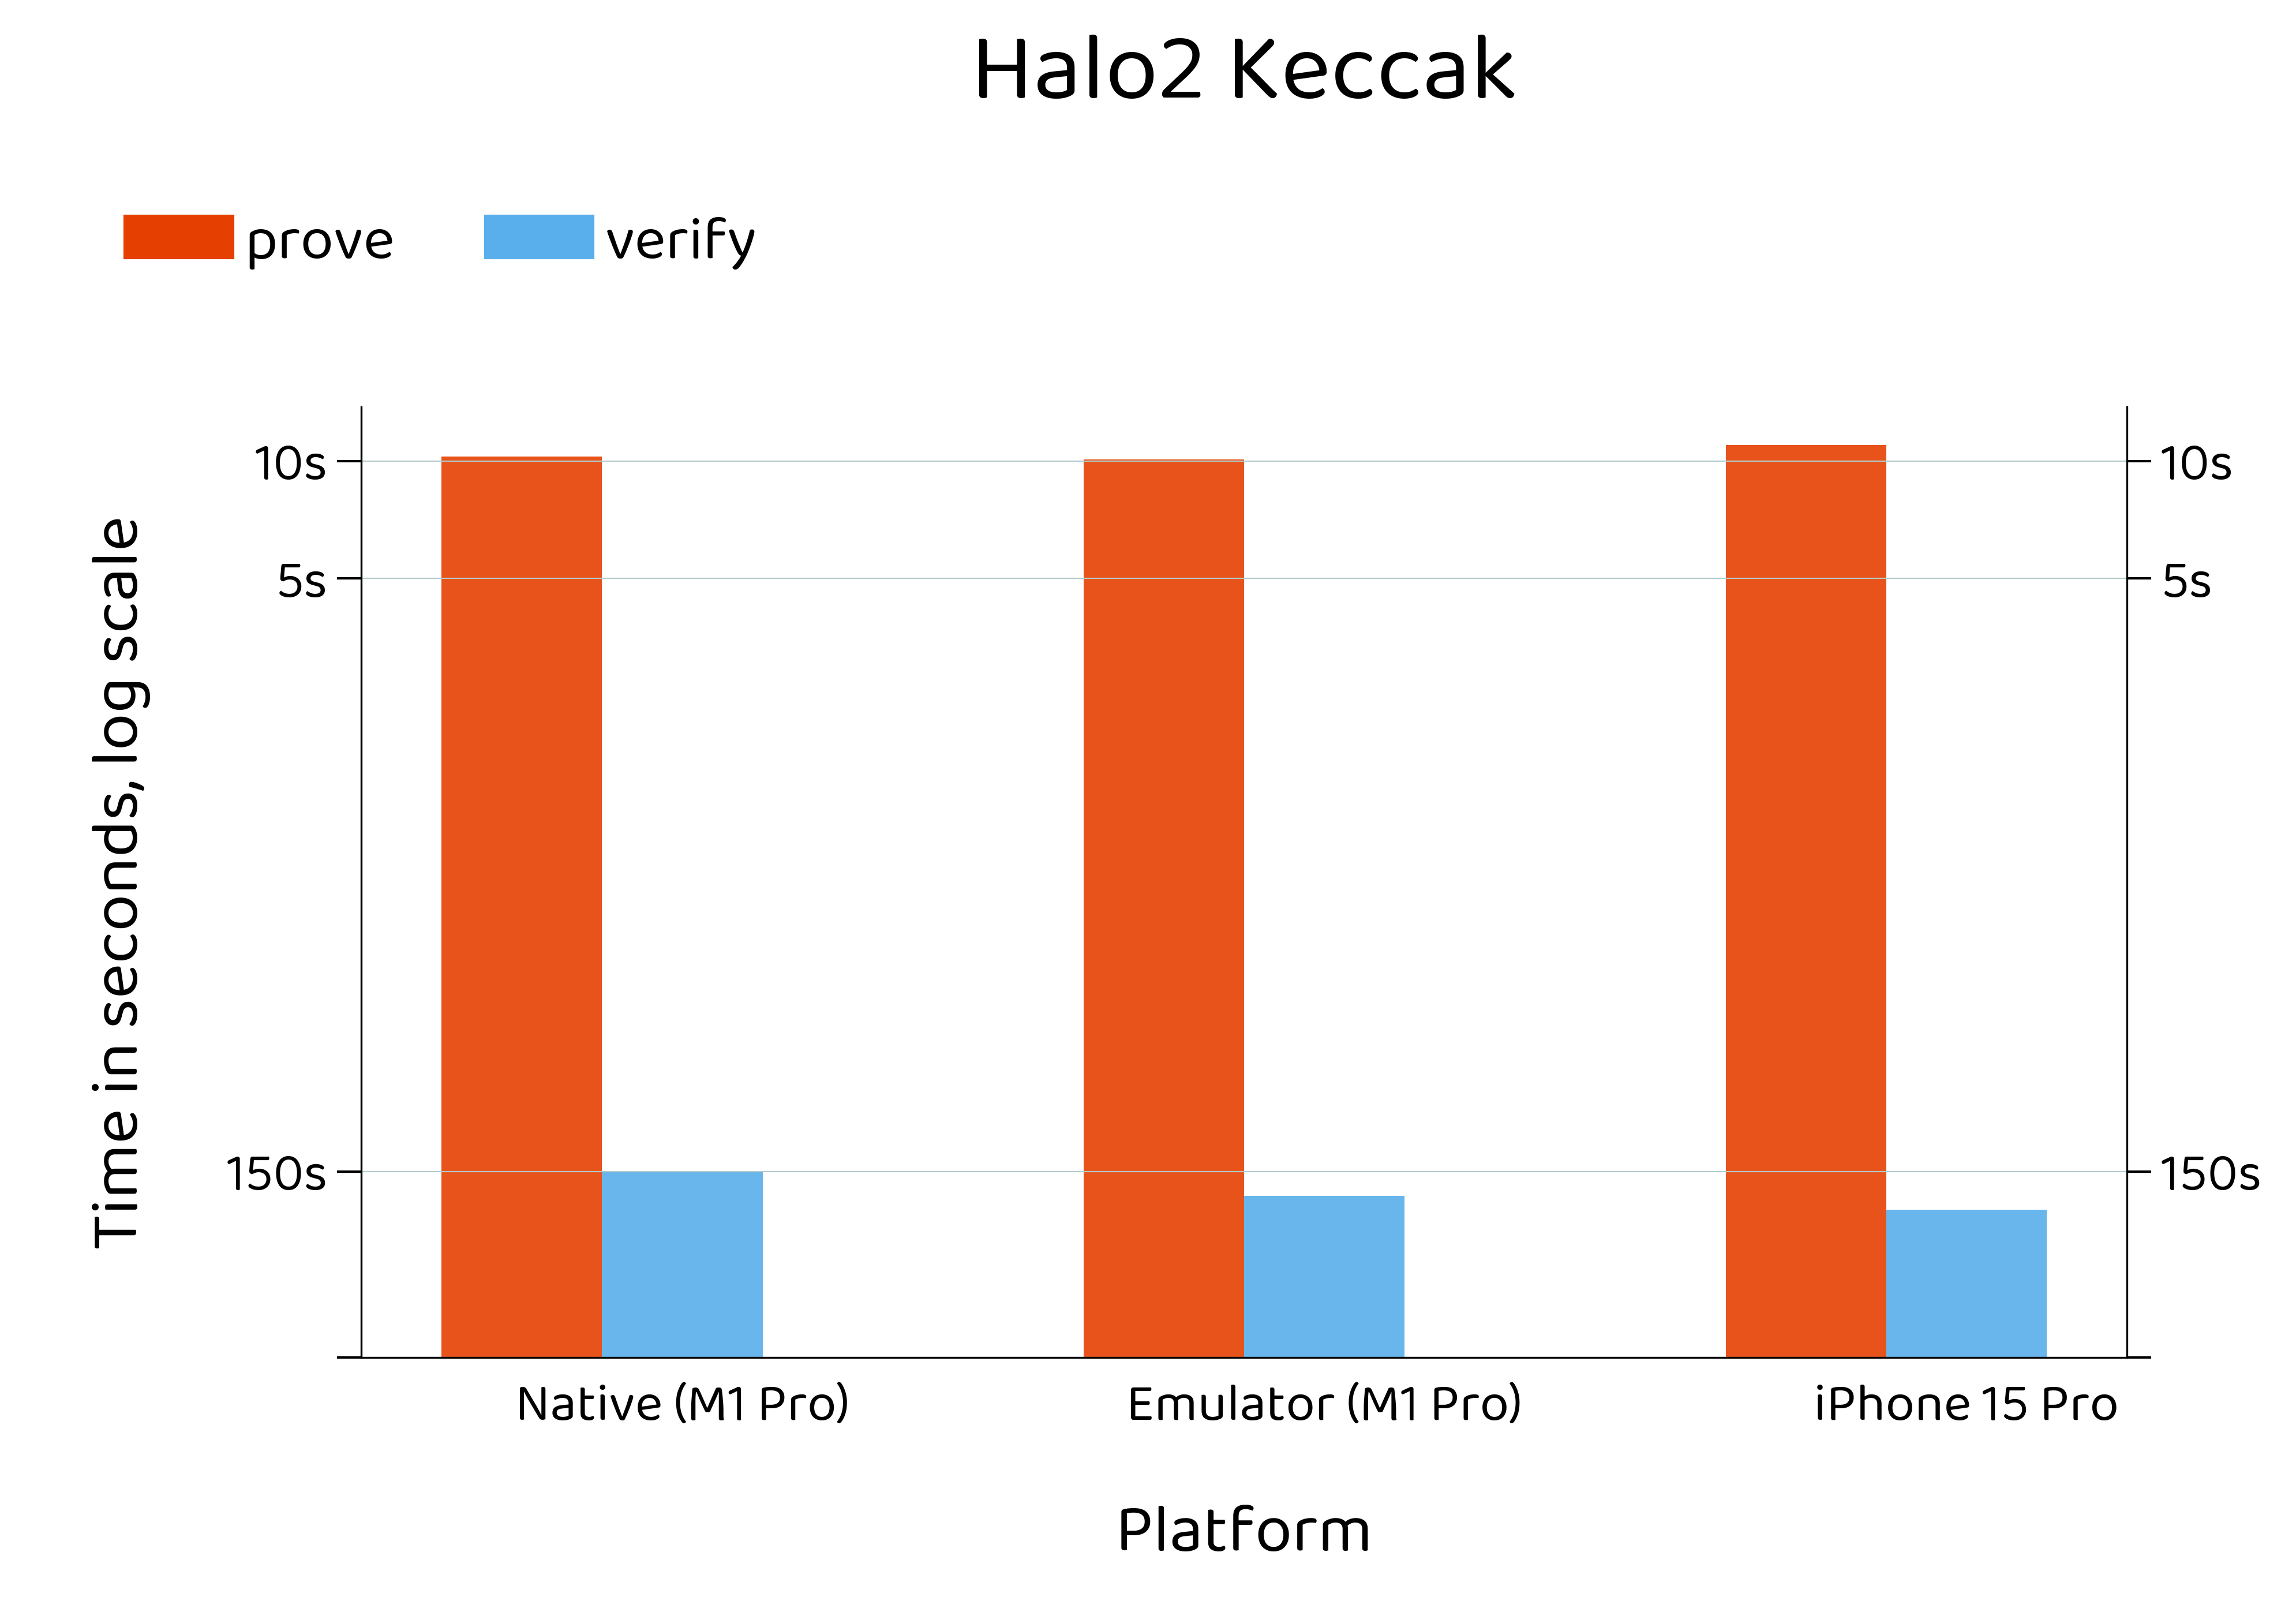 Halo2 Keccak
prove
verify
Time in seconds, log scale
10s
5s
150s
10s
5s
150s
Native (M1 Pro)
Emulator (M1 Pro)
iPhone 15 Pro
Platform